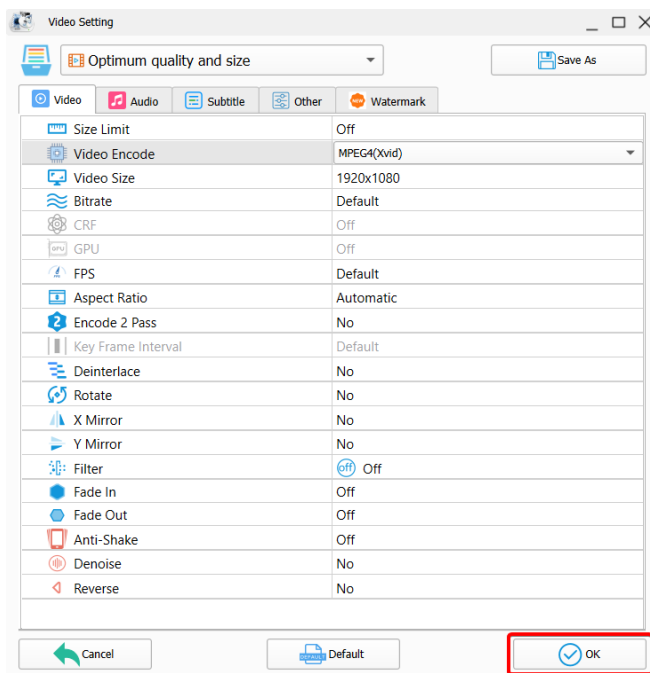 Video Setting
Optimum quality and size
Save As
Video Audio Subtitle Other NEW Watermark
Size Limit Off
Video Encode MPEG4(Xvid)
Video Size 1920x1080
Bitrate Default
CRF Off
GPU GPU Off
FPS Default
Aspect Ratio Automatic
2 Encode 2 Pass No
Key Frame Interval Default
Deinterlace No
Rotate No
X Mirror No
Y Mirror No
Filter off Off
Fade In Off
Fade Out Off
Anti-Shake Off
Denoise No
Reverse No
Cancel DEFAULT Default OK